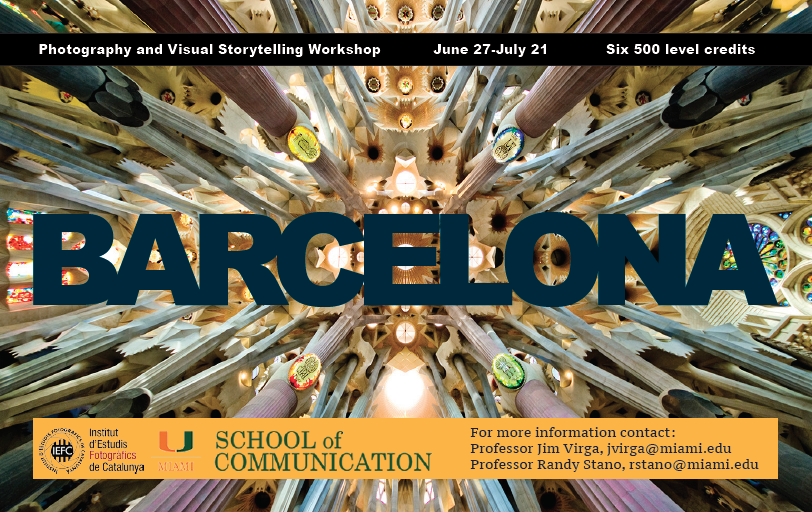 Photography and Visual Storytelling Workshop June 27-July 21 Six 500 level credits
BARCELONA
IEFC
Institut
d'Estudis
Fotogràfics
de Catalunya
U
MIAMI
SCHOOL of
COMMUNICATION
For more information contact:
Professor Jim Virga, jvirga@miami.edu
Professor Randy Stano, rstano@miami.edu